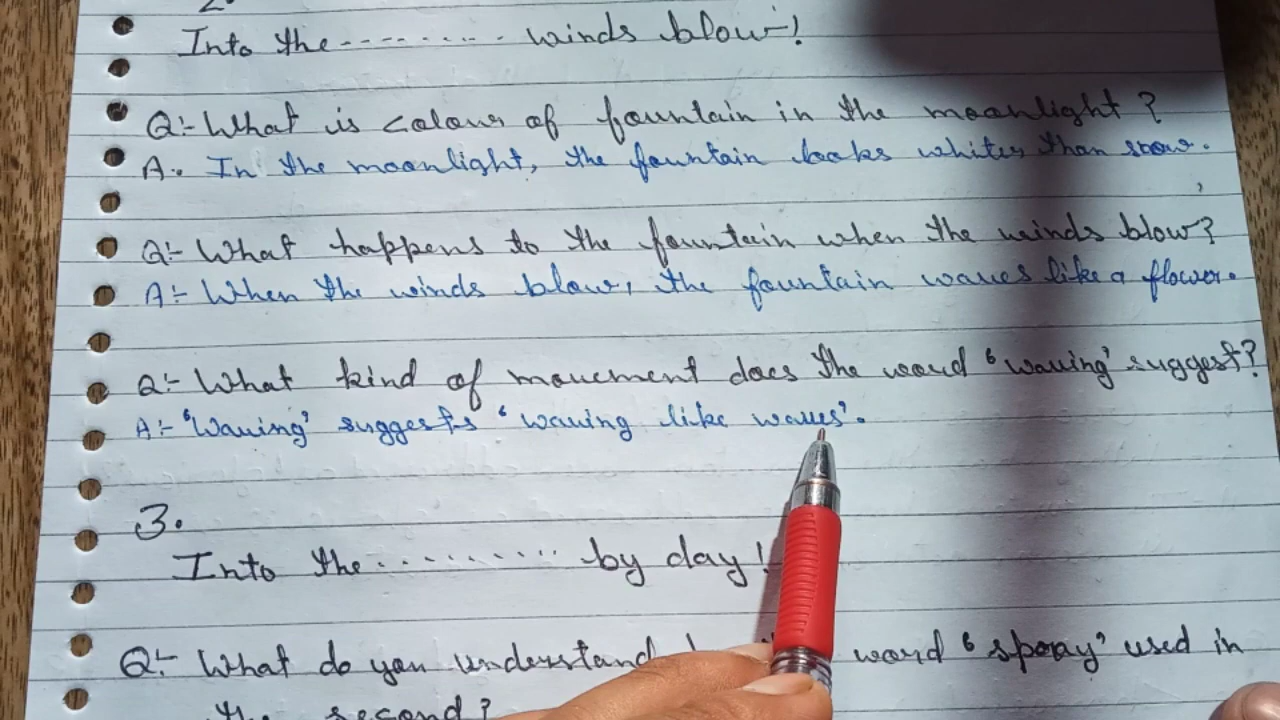 2.
Into the - - - - - - - - - winds blow!
Q:- What is colour of fountain in the moonlight ?
A:. In the moonlight, the fountain looks whiter than snow.
Q:- What happens to the fountain when the winds blow?
A:- When the winds blow, the fountain waves like a flower.
Q:- What kind of movement does the word 'waving' suggest?
A:- 'Waving' suggests 'waving like waves'.
3.
Into the . . . . . . . . . . by day!
Q:- What do you understand word 'spray' used in
the second?